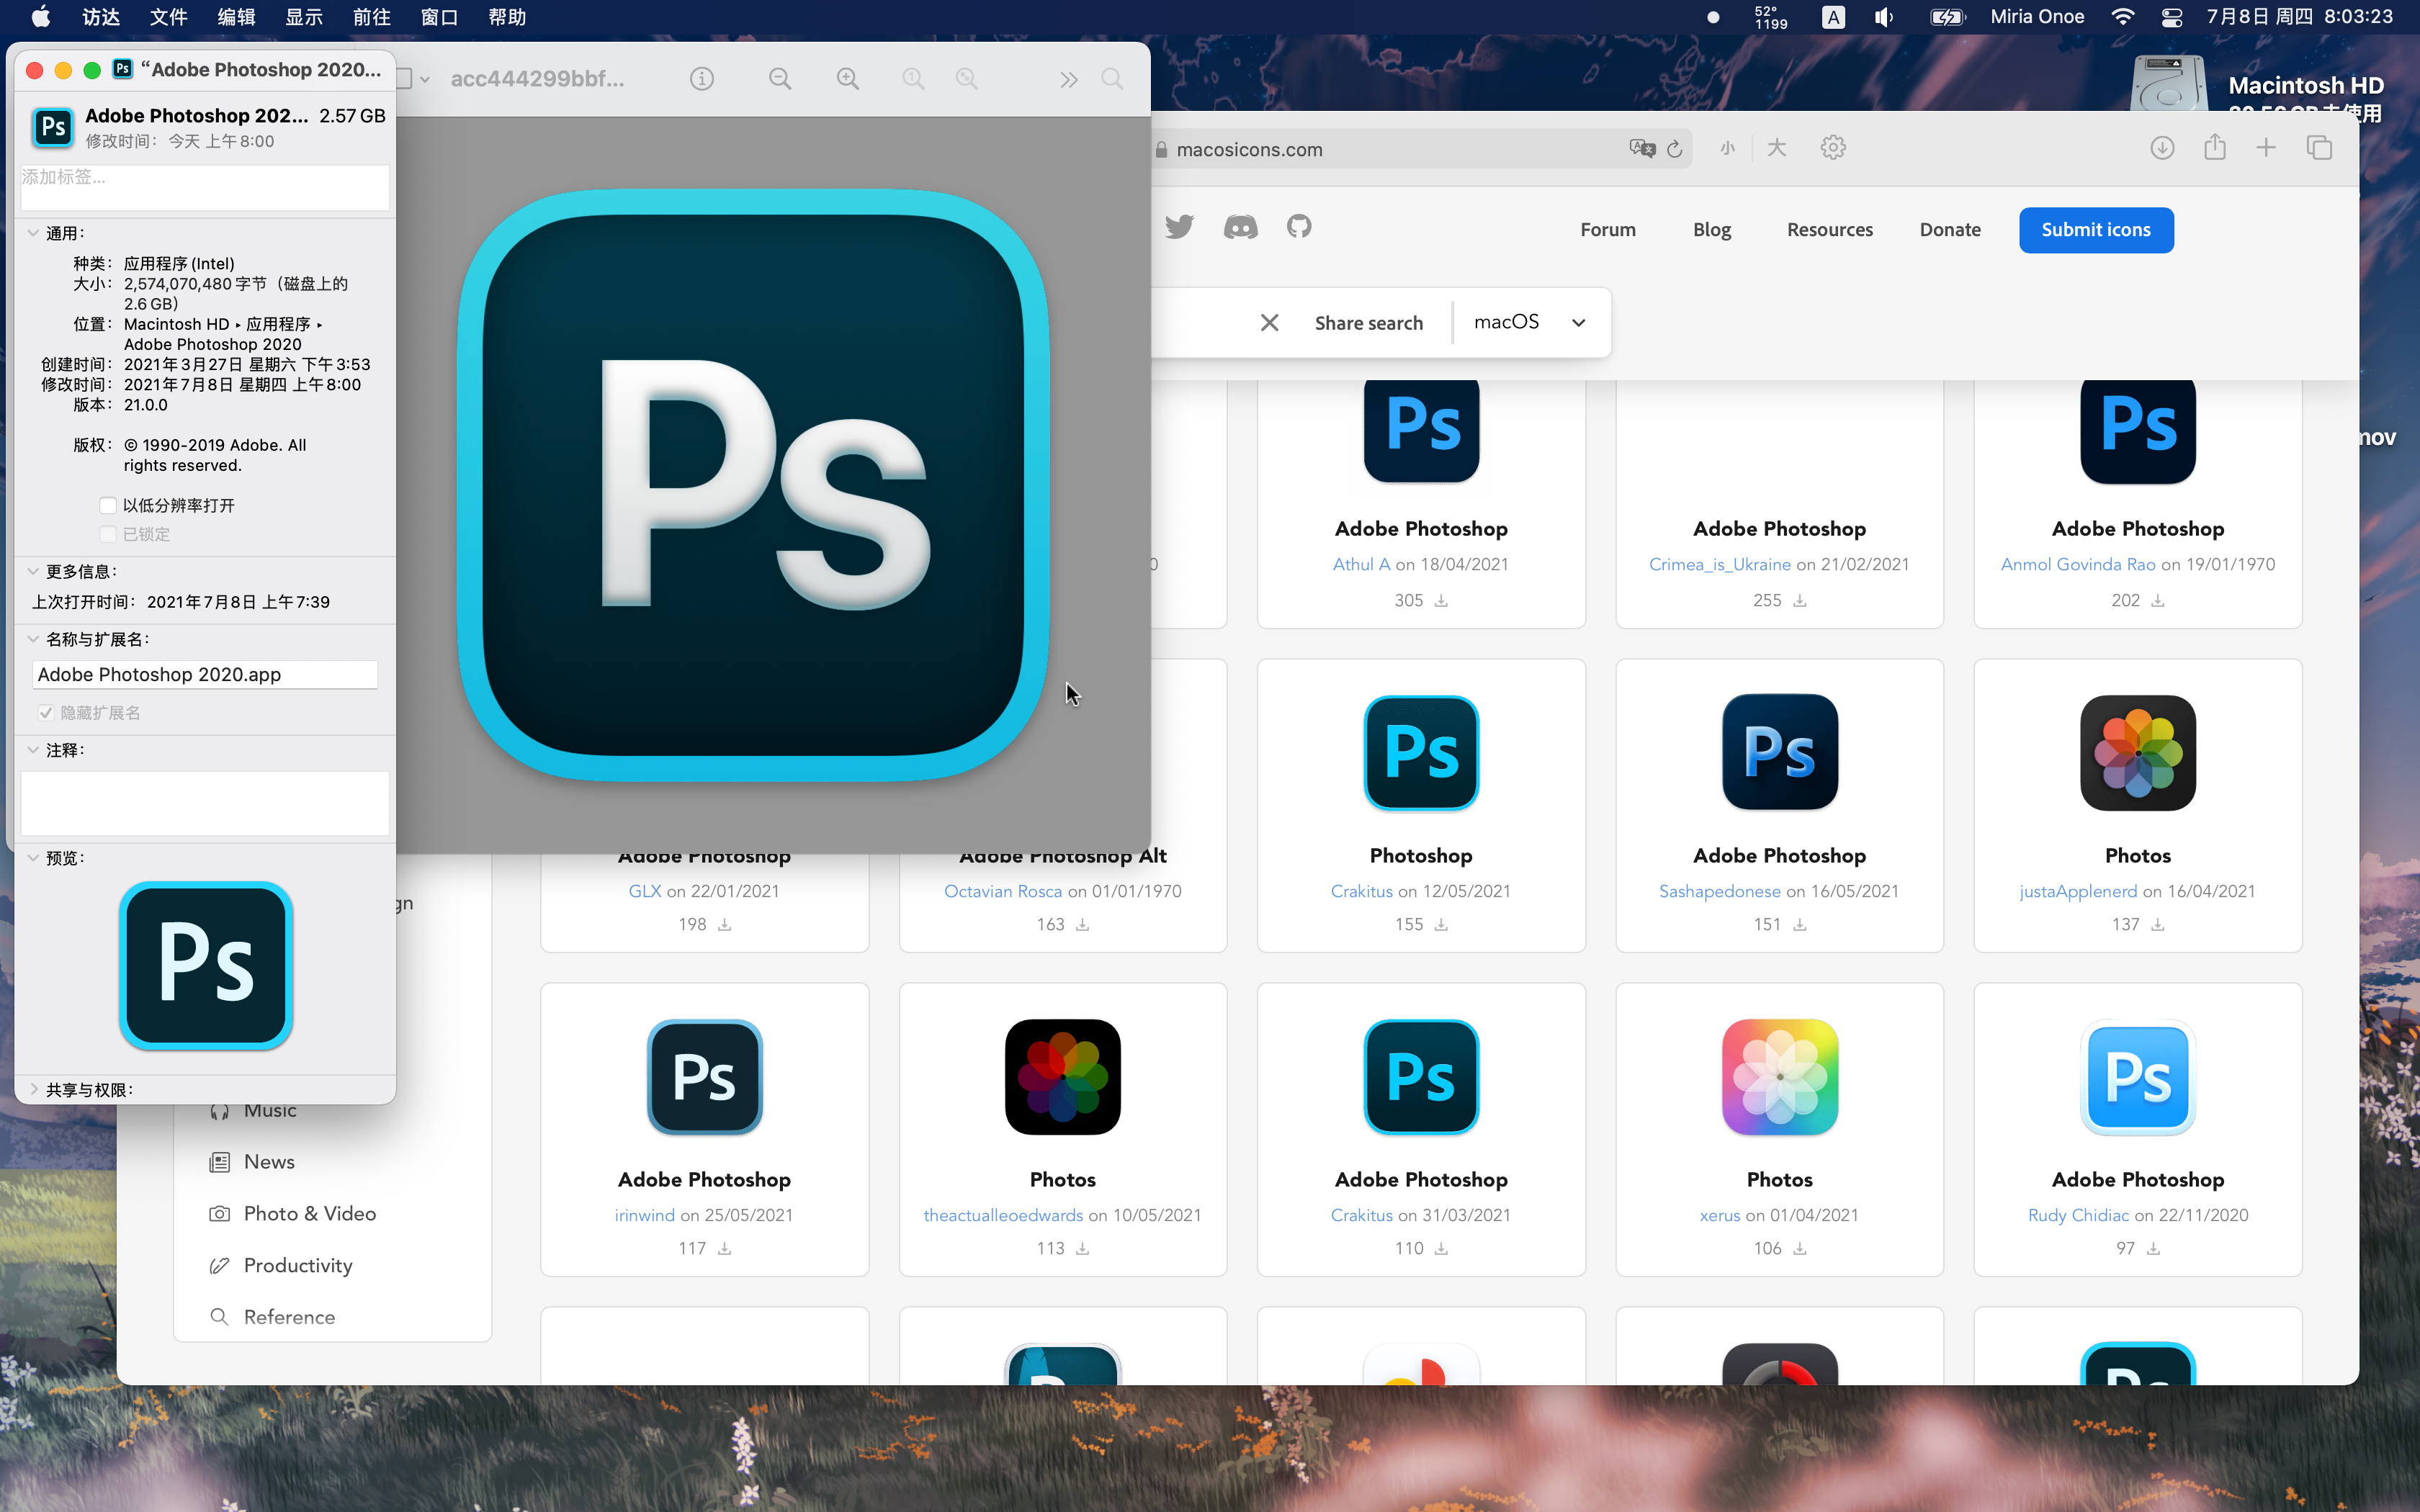 访达 文件 编辑 显示 前往 窗口 帮助
52°
1199
A
Miria Onoe
7月8日 周四 8:03:23
Macintosh HD
“Adobe Photoshop 2020...
acc444299bbf...
Adobe Photoshop 202... 2.57 GB
修改时间： 今天 上午8:00
添加标签...
通用：
种类： 应用程序 (Intel)
大小： 2,574,070,480 字节（磁盘上的
2.6 GB）
位置： Macintosh HD ▸ 应用程序 ▸
Adobe Photoshop 2020
创建时间： 2021年3月27日 星期六 下午3:53
修改时间： 2021年7月8日 星期四 上午8:00
版本： 21.0.0
版权： © 1990-2019 Adobe. All
rights reserved.
以低分辨率打开
已锁定
更多信息：
上次打开时间： 2021年7月8日 上午7:39
名称与扩展名：
Adobe Photoshop 2020.app
隐藏扩展名
注释：
预览：
Ps
共享与权限：
Ps
macosicons.com
小 大
Forum Blog Resources Donate Submit icons
Share search macOS
mov
Ps Ps
Adobe Photoshop Adobe Photoshop Adobe Photoshop
Athul A on 18/04/2021 Crimea_is_Ukraine on 21/02/2021 Anmol Govinda Rao on 19/01/1970
305 255 202
Ps Ps
Adobe Photoshop Adobe Photoshop Alt Photoshop Adobe Photoshop Photos
GLX on 22/01/2021 Octavian Rosca on 01/01/1970 Crakitus on 12/05/2021 Sashapedonese on 16/05/2021 justaApplenerd on 16/04/2021
198 163 155 151 137
Ps Ps Ps
Adobe Photoshop Photos Adobe Photoshop Photos Adobe Photoshop
irinwind on 25/05/2021 theactualleoedwards on 10/05/2021 Crakitus on 31/03/2021 xerus on 01/04/2021 Rudy Chidiac on 22/11/2020
117 113 110 106 97
Music
News
Photo & Video
Productivity
Reference